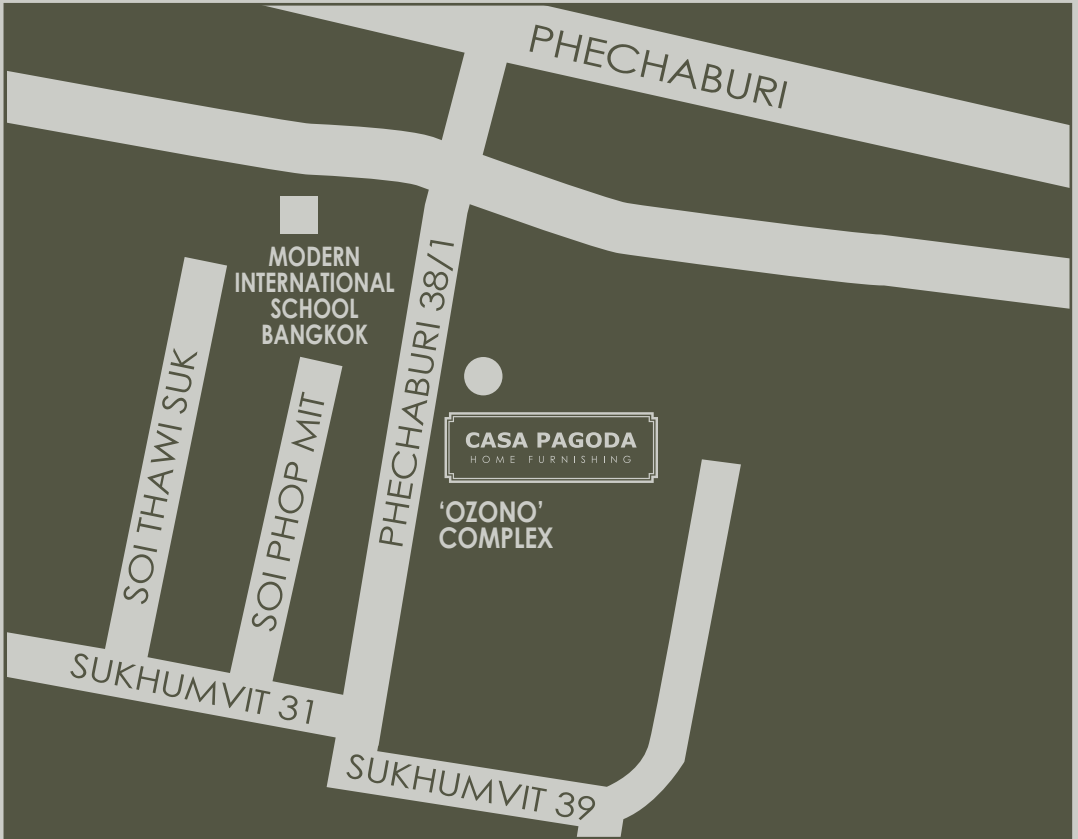 PHECHABURI
MODERN
INTERNATIONAL
SCHOOL
BANGKOK
PHECHABURI 38/1
SOI THAWI SUK
SOI PHOP MIT
CASA PAGODA
HOME FURNISHING
‘OZONO’
COMPLEX
SUKHUMVIT 31
SUKHUMVIT 39